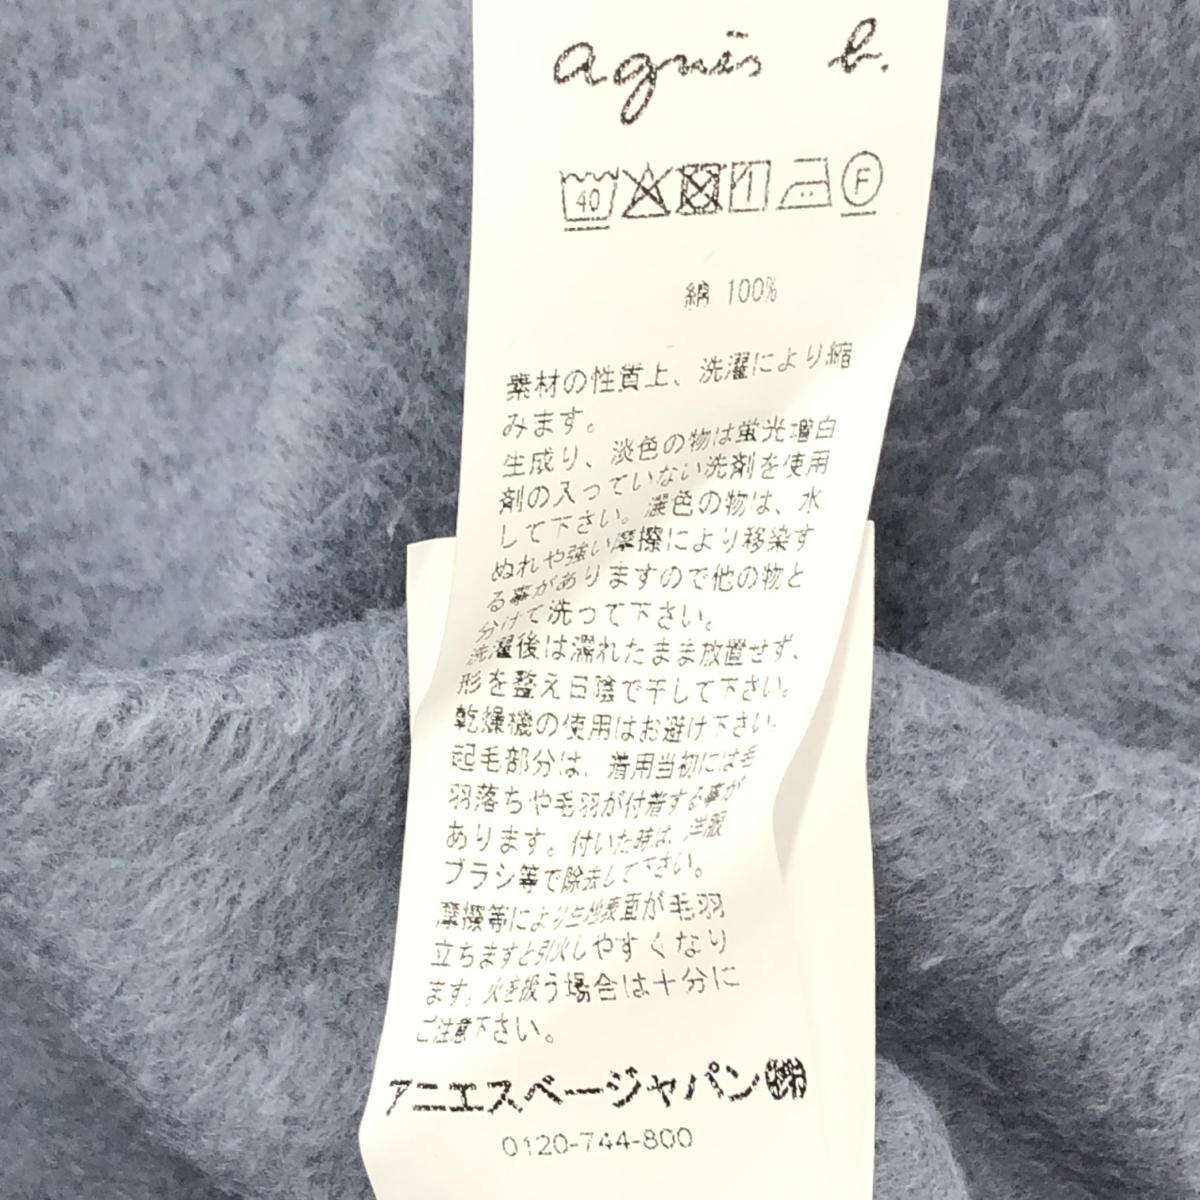 agnès b.
40 1 F
綿 100%
素材の性質上、洗濯により縮
みます。
生成り、淡色の物は蛍光増白
剤の入っていない洗剤を使用
して下さい。濃色の物は、水
ぬれや強い摩擦により移染す
る事がありますので他の物と
分けて洗って下さい。
洗濯後は濡れたまま放置せず、
形を整え日陰で干して下さい。
乾燥機の使用はお避け下さい。
起毛部分は、着用当初には毛
羽落ちや毛羽が付着する事が
あります。付いた時は、洋服
ブラシ等で除去して下さい。
摩擦等により生地表面が毛羽
立ちますと引火しやすくなり
ます。火を扱う場合は十分に
ご注意下さい。
アニエスベージャパン㈱
0120-744-800